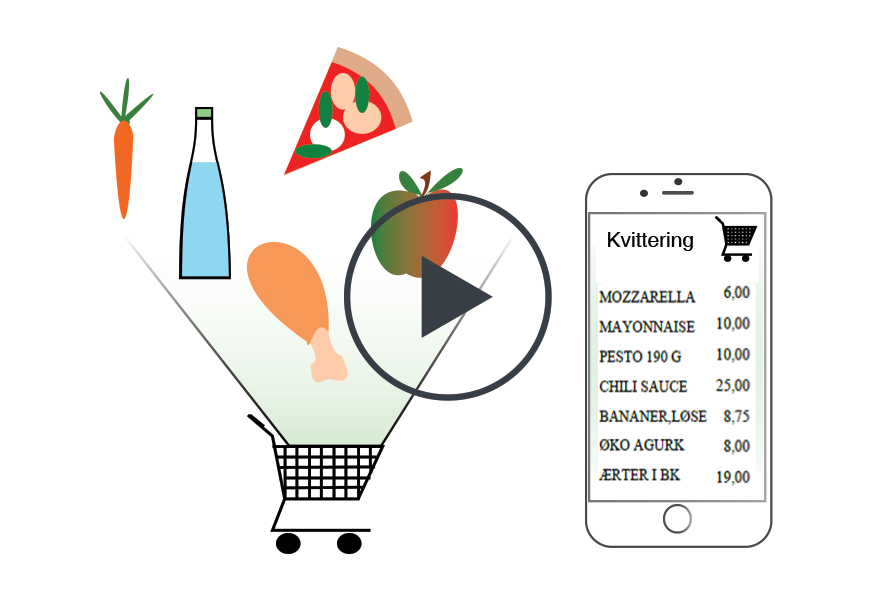 Kvittering
MOZZARELLA 6,00
MAYONNAISE 10,00
PESTO 190 G 10,00
CHILI SAUCE 25,00
BANANER,LØSE 8,75
ØKO AGURK 8,00
ÆRTER I BK 19,00